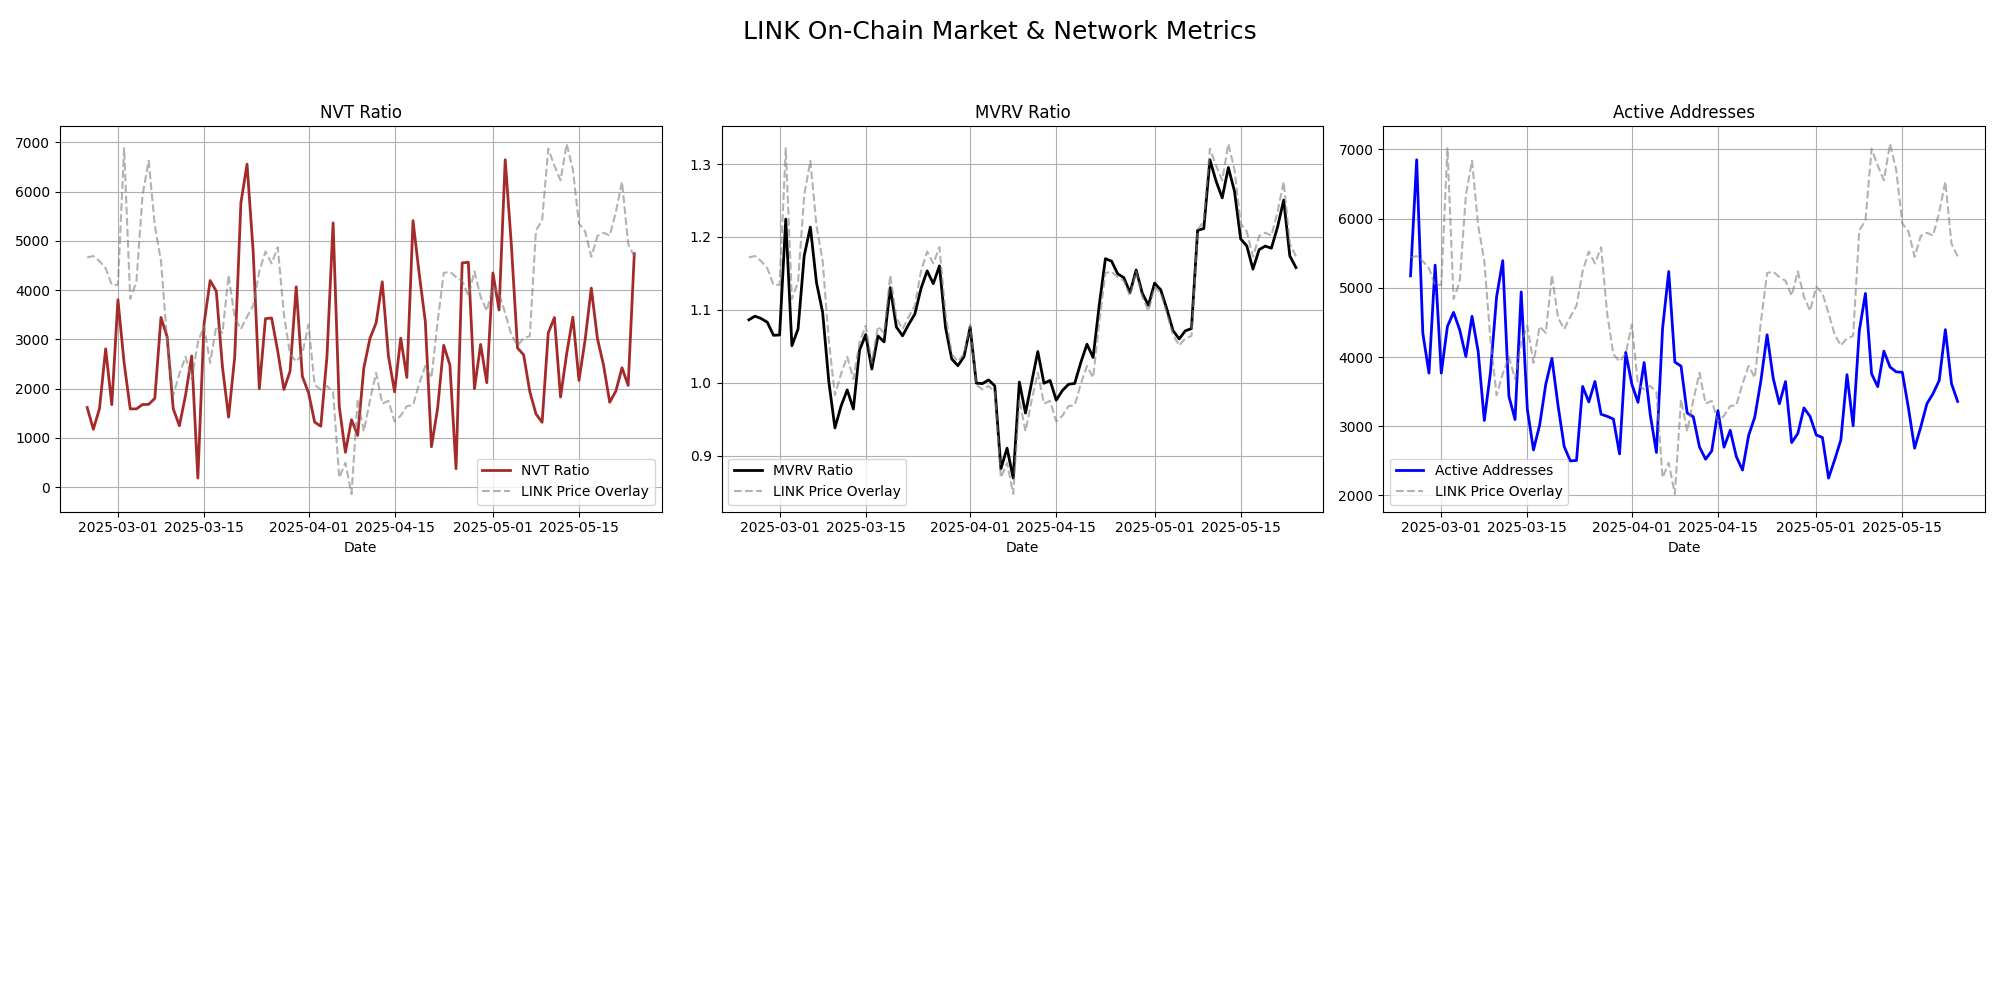 LINK On-Chain Market & Network Metrics
NVT Ratio
7000
6000
5000
4000
3000
2000
1000
0
2025-03-01 2025-03-15 2025-04-01 2025-04-15 2025-05-01 2025-05-15
Date
NVT Ratio
LINK Price Overlay
MVRV Ratio
1.3
1.2
1.1
1.0
0.9
2025-03-01 2025-03-15 2025-04-01 2025-04-15 2025-05-01 2025-05-15
Date
MVRV Ratio
LINK Price Overlay
Active Addresses
7000
6000
5000
4000
3000
2000
2025-03-01 2025-03-15 2025-04-01 2025-04-15 2025-05-01 2025-05-15
Date
Active Addresses
LINK Price Overlay